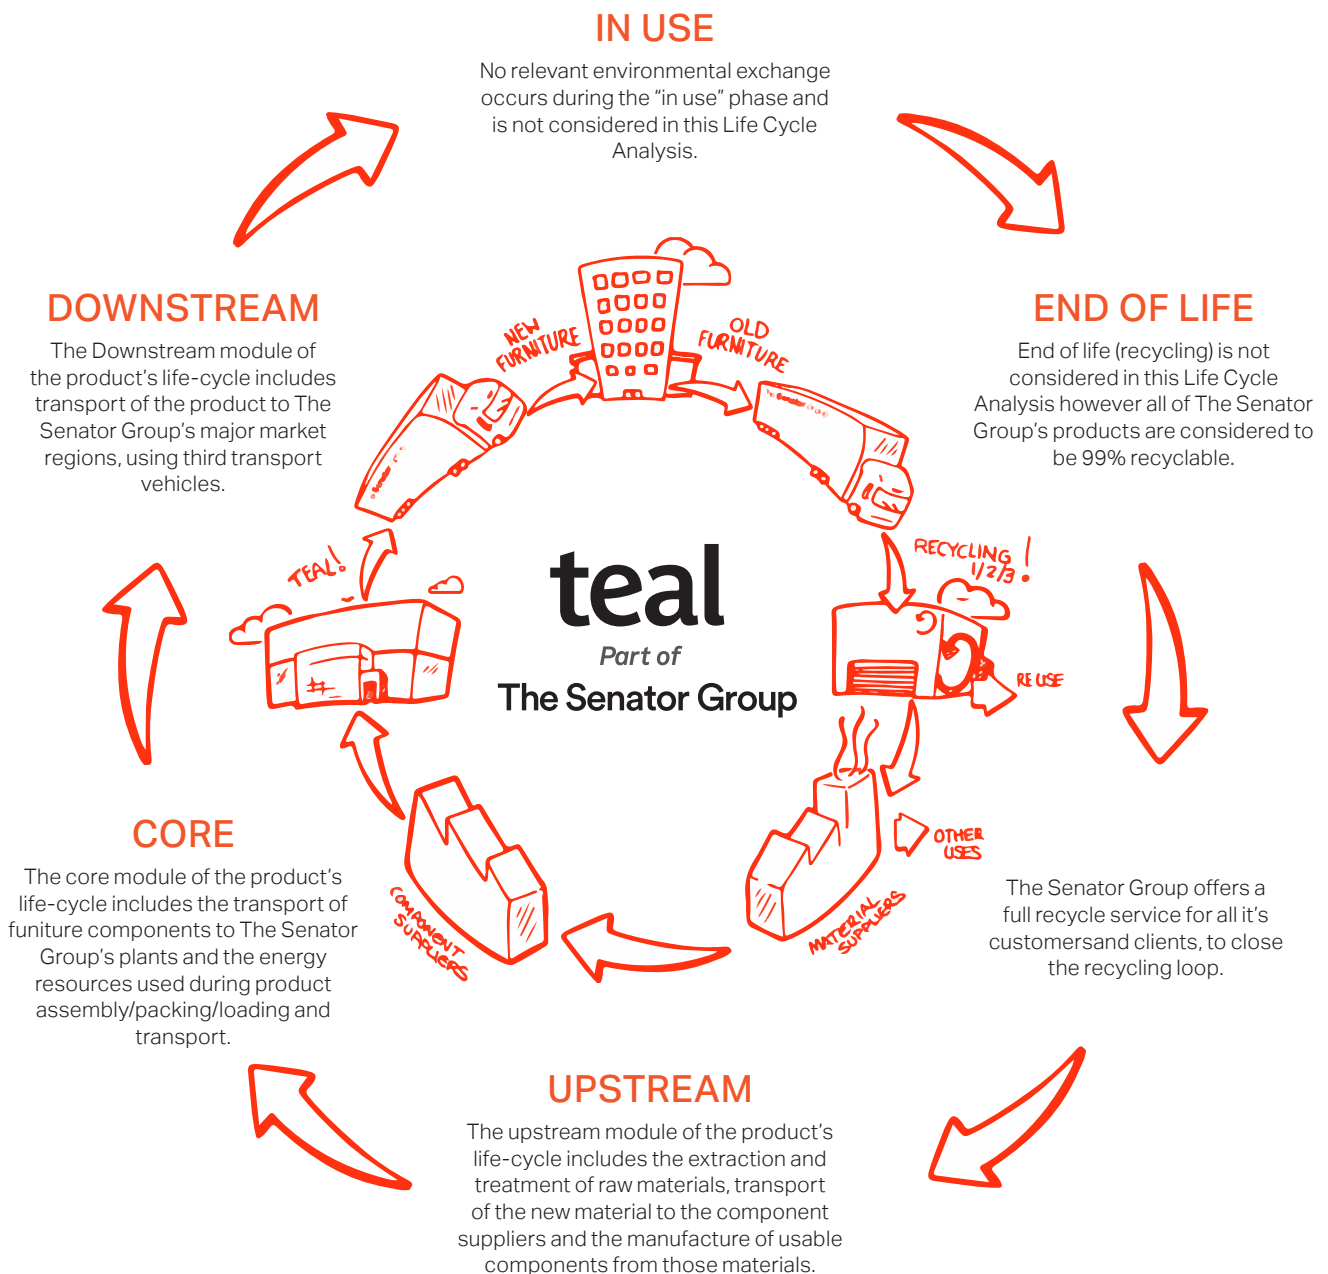 IN USE
No relevant environmental exchange
occurs during the “in use” phase and
is not considered in this Life Cycle
Analysis.
DOWNSTREAM
The Downstream module of
the product’s life-cycle includes
transport of the product to The
Senator Group’s major market
regions, using third transport
vehicles.
END OF LIFE
End of life (recycling) is not
considered in this Life Cycle
Analysis however all of The Senator
Group’s products are considered to
be 99% recyclable.
NEW
FURNITURE
OLD
FURNITURE
Senator
Senator
TEAL!
RECYCLING
1/2/3!
RE USE
teal
Part of
The Senator Group
OTHER
USES
COMPONENT
SUPPLIERS
MATERIAL
SUPPLIERS
CORE
The core module of the product’s
life-cycle includes the transport of
funiture components to The Senator
Group’s plants and the energy
resources used during product
assembly/packing/loading and
transport.
The Senator Group offers a
full recycle service for all it’s
customersand clients, to close
the recycling loop.
UPSTREAM
The upstream module of the product’s
life-cycle includes the extraction and
treatment of raw materials, transport
of the new material to the component
suppliers and the manufacture of usable
components from those materials.